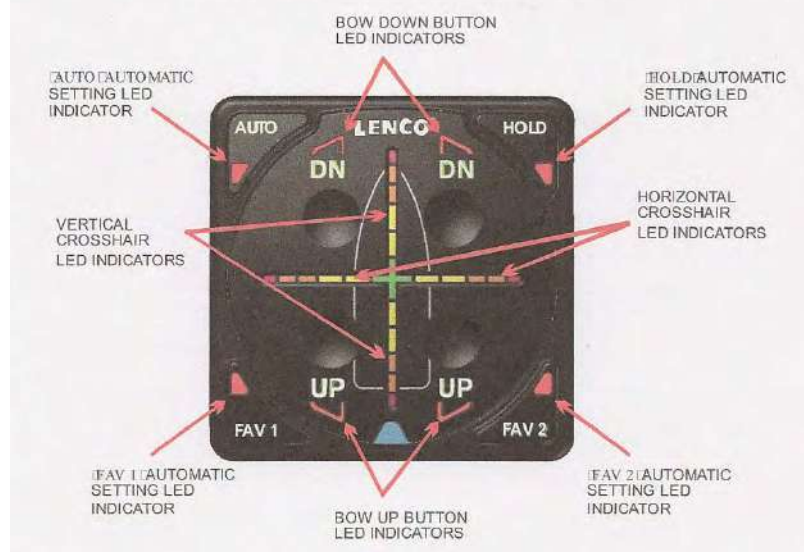 BOW DOWN BUTTON
LED INDICATORS
AUTO AUTOMATIC
SETTING LED
INDICATOR
HOLD AUTOMATIC
SETTING LED
INDICATOR
AUTO
LENCO
HOLD
DN
DN
VERTICAL
CROSSHAIR
LED INDICATORS
HORIZONTAL
CROSSHAIR
LED INDICATORS
UP
UP
FAV 1
FAV 2
FAV 1 AUTOMATIC
SETTING LED
INDICATOR
BOW UP BUTTON
LED INDICATORS
FAV 2 AUTOMATIC
SETTING LED
INDICATOR